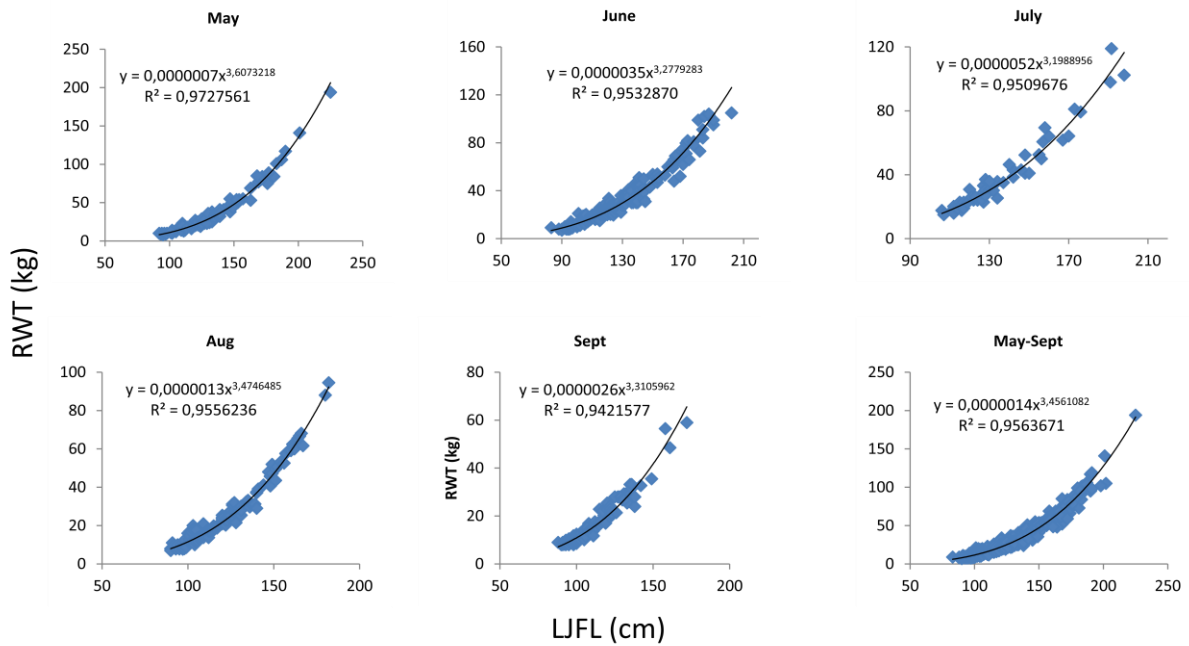 May
250
200
150
100
50
0
50 100 150 200 250
y = 0,0000007x3,6073218
R² = 0,9727561
June
160
120
80
40
0
50 90 130 170 210
y = 0,0000035x3,2779283
R² = 0,9532870
July
120
80
40
0
90 130 170 210
y = 0,0000052x3,1988956
R² = 0,9509676
RWT (kg)
Aug
100
80
60
40
20
0
50 100 150 200
y = 0,0000013x3,4746485
R² = 0,9556236
Sept
80
60
40
20
0
50 100 150 200
RWT (kg)
y = 0,0000026x3,3105962
R² = 0,9421577
May-Sept
250
200
150
100
50
0
50 100 150 200 250
y = 0,0000014x3,4561082
R² = 0,9563671
LJFL (cm)